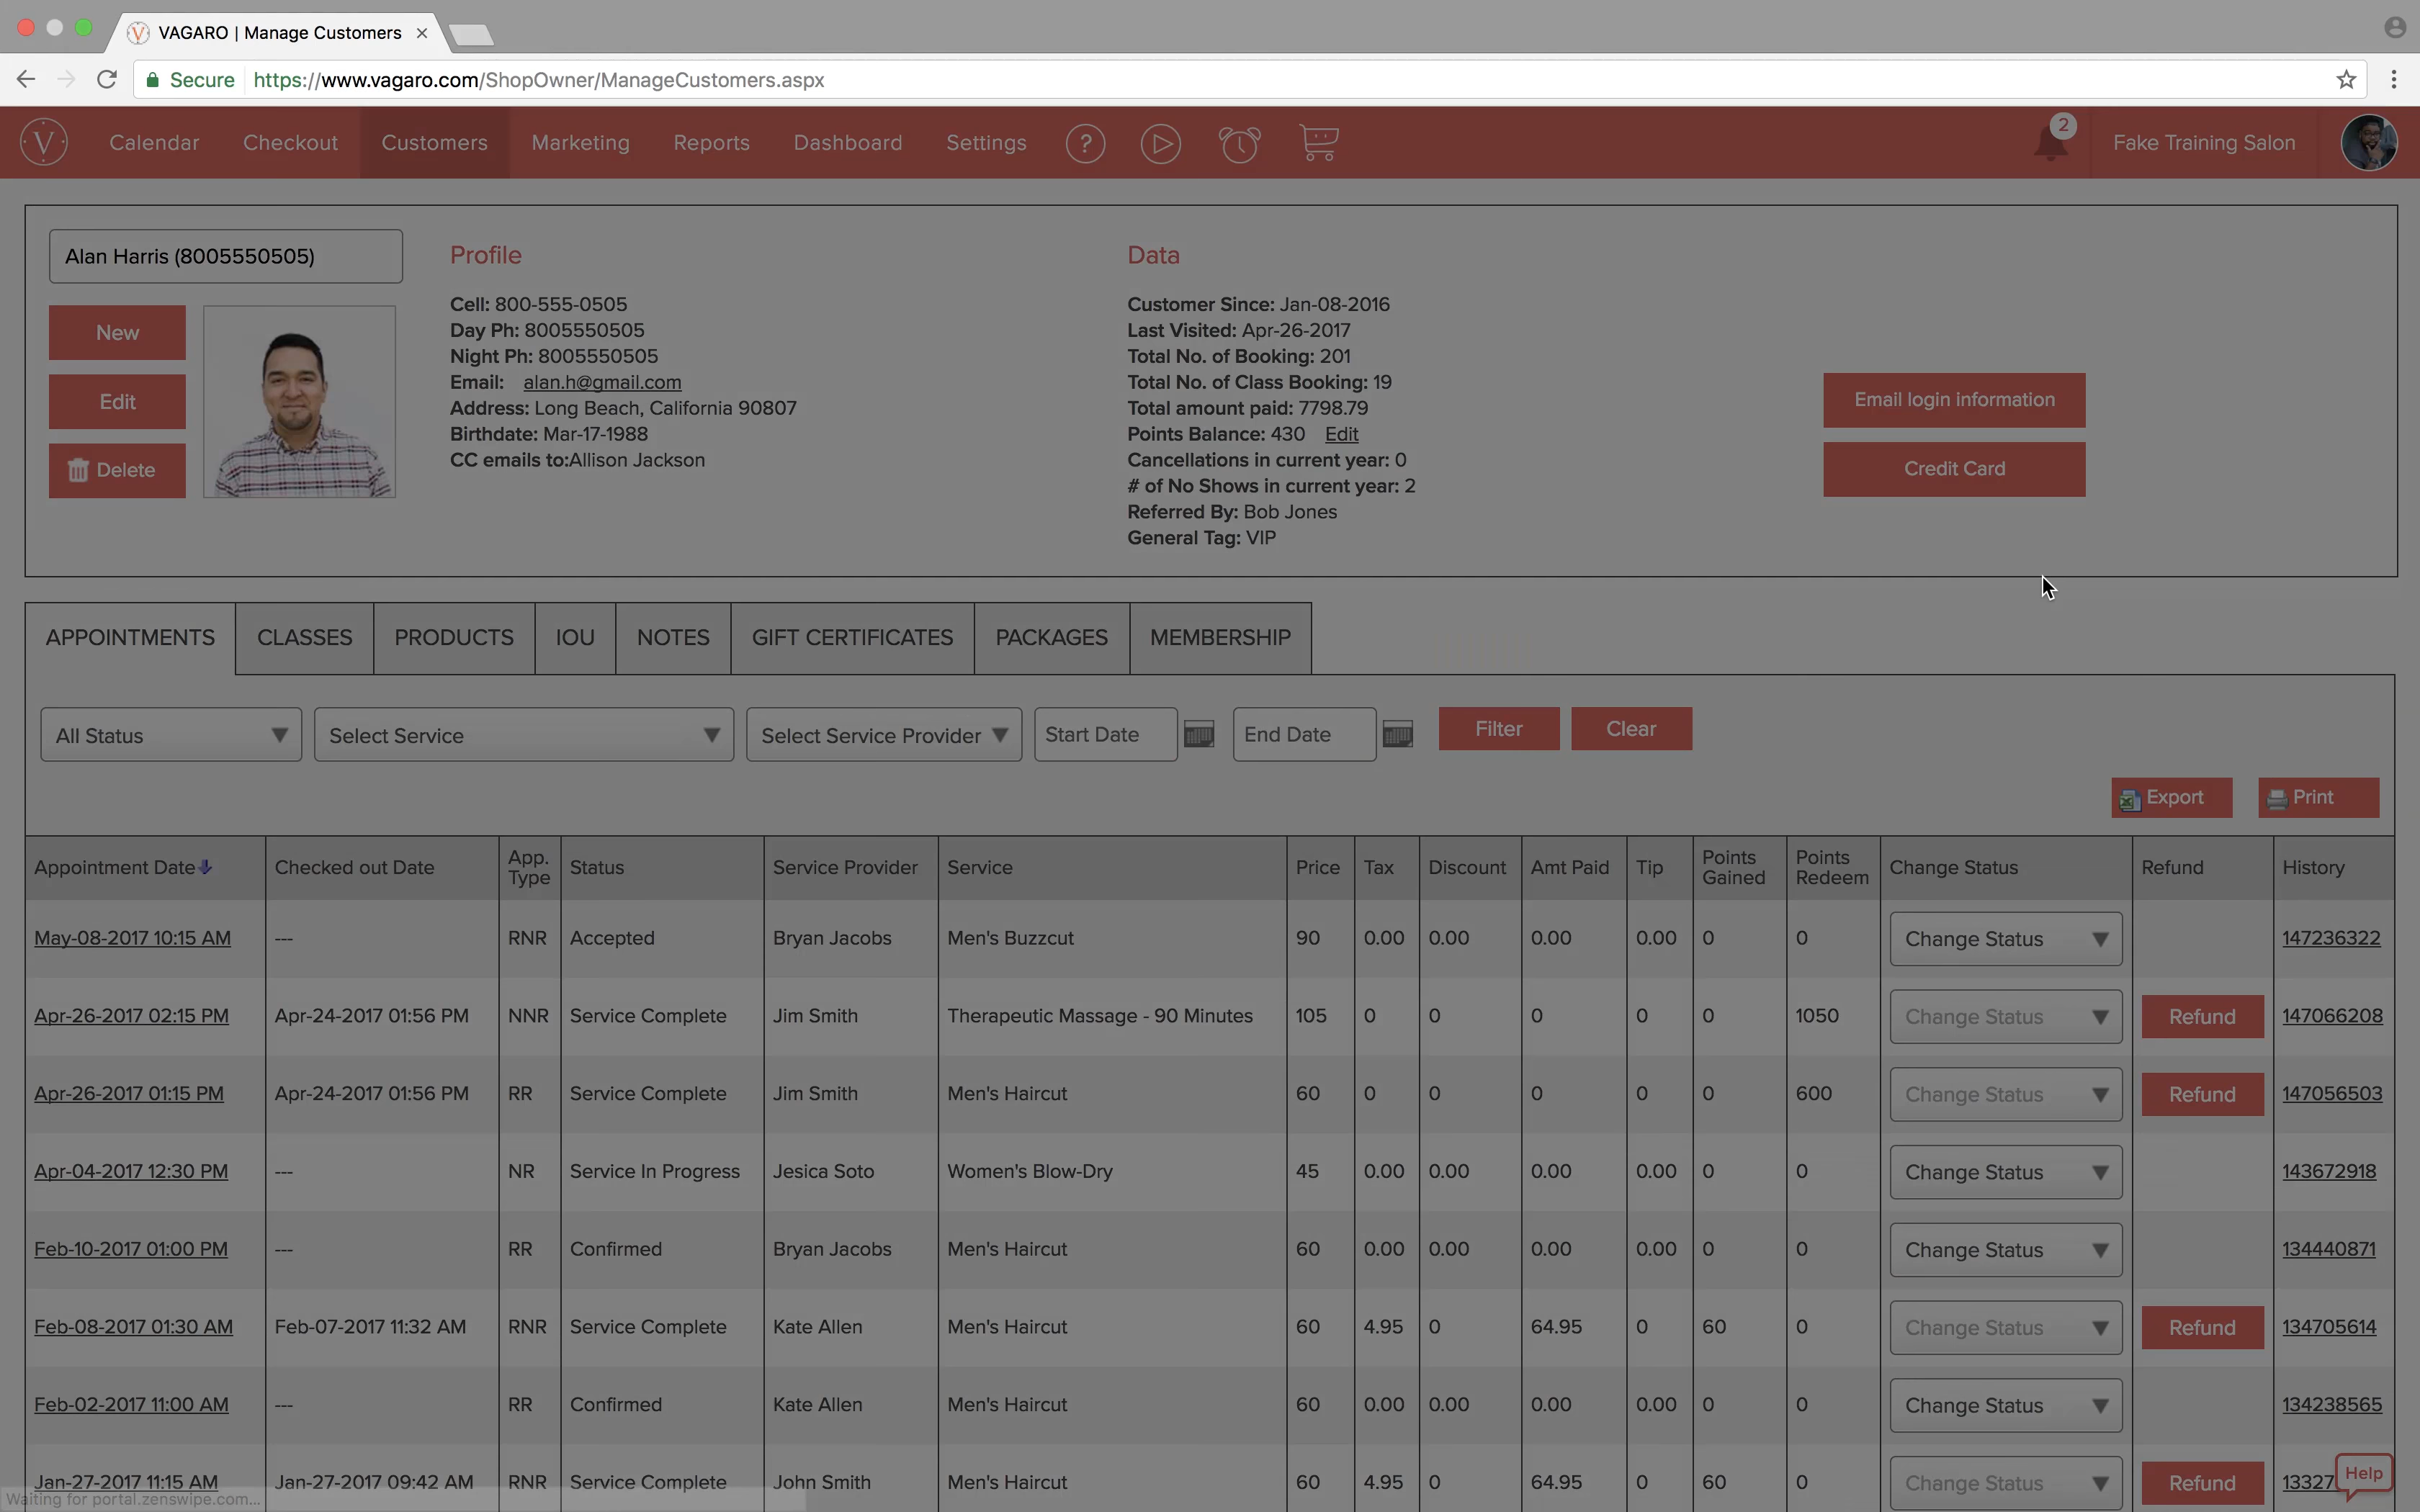 VAGARO | Manage Customers
Secure https://www.vagaro.com/ShopOwner/ManageCustomers.aspx
V Calendar Checkout Customers Marketing Reports Dashboard Settings ? 2 Fake Training Salon
Alan Harris (8005550505)
New
Edit
Delete
Profile
Cell: 800-555-0505
Day Ph: 8005550505
Night Ph: 8005550505
Email: alan.h@gmail.com
Address: Long Beach, California 90807
Birthdate: Mar-17-1988
CC emails to:Allison Jackson
Data
Customer Since: Jan-08-2016
Last Visited: Apr-26-2017
Total No. of Booking: 201
Total No. of Class Booking: 19
Total amount paid: 7798.79
Points Balance: 430 Edit
Cancellations in current year: 0
# of No Shows in current year: 2
Referred By: Bob Jones
General Tag: VIP
Email login information
Credit Card
APPOINTMENTS CLASSES PRODUCTS IOU NOTES GIFT CERTIFICATES PACKAGES MEMBERSHIP
All Status Select Service Select Service Provider Start Date End Date Filter Clear
Export Print
Appointment Date Checked out Date App. Type Status Service Provider Service Price Tax Discount Amt Paid Tip Points Gained Points Redeem Change Status Refund History
May-08-2017 10:15 AM --- RNR Accepted Bryan Jacobs Men's Buzzcut 90 0.00 0.00 0.00 0.00 0 0 Change Status 147236322
Apr-26-2017 02:15 PM Apr-24-2017 01:56 PM NNR Service Complete Jim Smith Therapeutic Massage - 90 Minutes 105 0 0 0 0 0 1050 Change Status Refund 147066208
Apr-26-2017 01:15 PM Apr-24-2017 01:56 PM RR Service Complete Jim Smith Men's Haircut 60 0 0 0 0 0 600 Change Status Refund 147056503
Apr-04-2017 12:30 PM --- NR Service In Progress Jesica Soto Women's Blow-Dry 45 0.00 0.00 0.00 0.00 0 0 Change Status 143672918
Feb-10-2017 01:00 PM --- RR Confirmed Bryan Jacobs Men's Haircut 60 0.00 0.00 0.00 0.00 0 0 Change Status 134440871
Feb-08-2017 01:30 AM Feb-07-2017 11:32 AM RNR Service Complete Kate Allen Men's Haircut 60 4.95 0 64.95 0 60 0 Change Status Refund 134705614
Feb-02-2017 11:00 AM --- RR Confirmed Kate Allen Men's Haircut 60 0.00 0.00 0.00 0.00 0 0 Change Status 134238565
Jan-27-2017 11:15 AM Jan-27-2017 09:42 AM RNR Service Complete John Smith Men's Haircut 60 4.95 0 64.95 0 60 0 Change Status Refund 13327
Help
Waiting for portal.zenswipe.com...